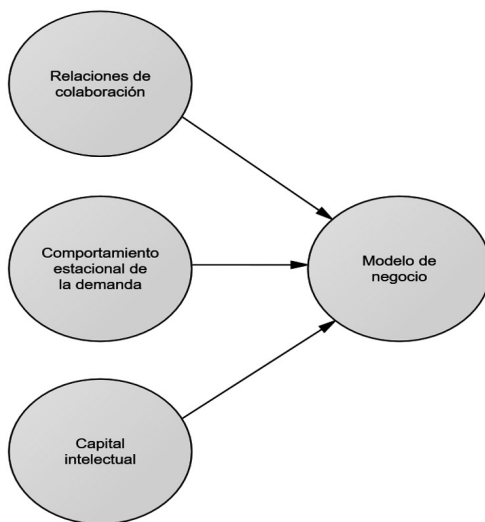 Relaciones de
colaboración
Comportamiento
estacional de
la demanda
Modelo de
negocio
Capital
intelectual